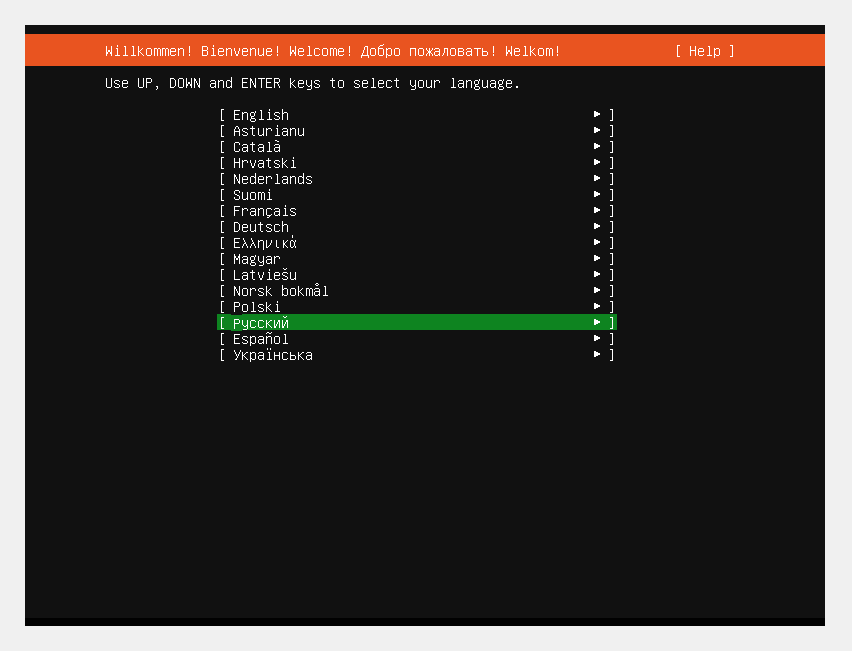 Willkommen! Bienvenue! Welcome! Добро пожаловать! Welkom! [ Help ]
Use UP, DOWN and ENTER keys to select your language.
[ English ► ]
[ Asturianu ► ]
[ Català ► ]
[ Hrvatski ► ]
[ Nederlands ► ]
[ Suomi ► ]
[ Français ► ]
[ Deutsch ► ]
[ Ελληνικά ► ]
[ Magyar ► ]
[ Latviešu ► ]
[ Norsk bokmål ► ]
[ Polski ► ]
[ Русский ► ]
[ Español ► ]
[ Українська ► ]